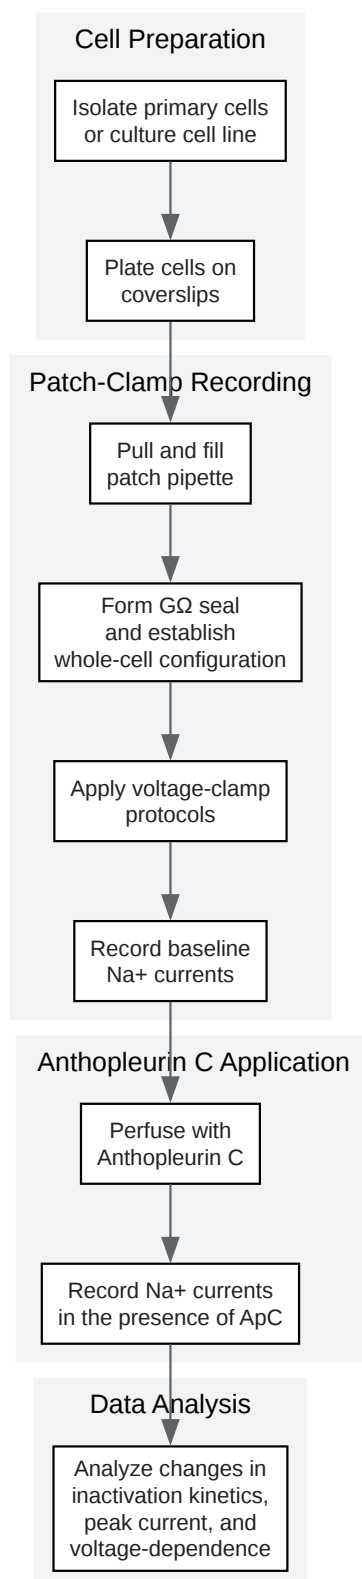 Cell Preparation
Isolate primary cells
or culture cell line
Plate cells on
coverslips
Patch-Clamp Recording
Pull and fill
patch pipette
Form GΩ seal
and establish
whole-cell configuration
Apply voltage-clamp
protocols
Record baseline
Na+ currents
Anthopleurin C Application
Perfuse with
Anthopleurin C
Record Na+ currents
in the presence of ApC
Data Analysis
Analyze changes in
inactivation kinetics,
peak current, and
voltage-dependence